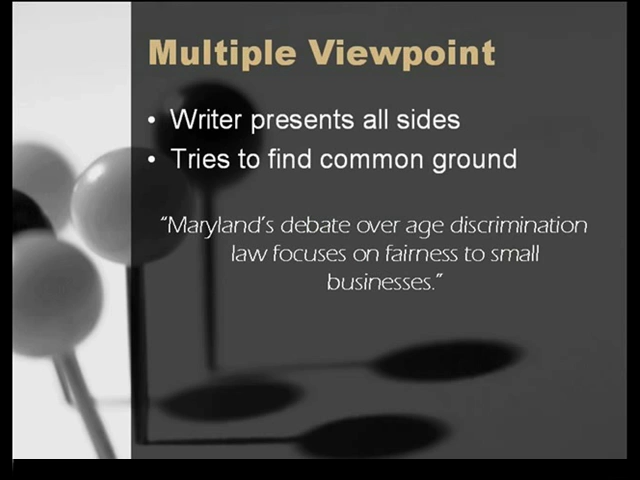 Multiple Viewpoint
• Writer presents all sides
• Tries to find common ground
“Maryland’s debate over age discrimination
law focuses on fairness to small
businesses.”